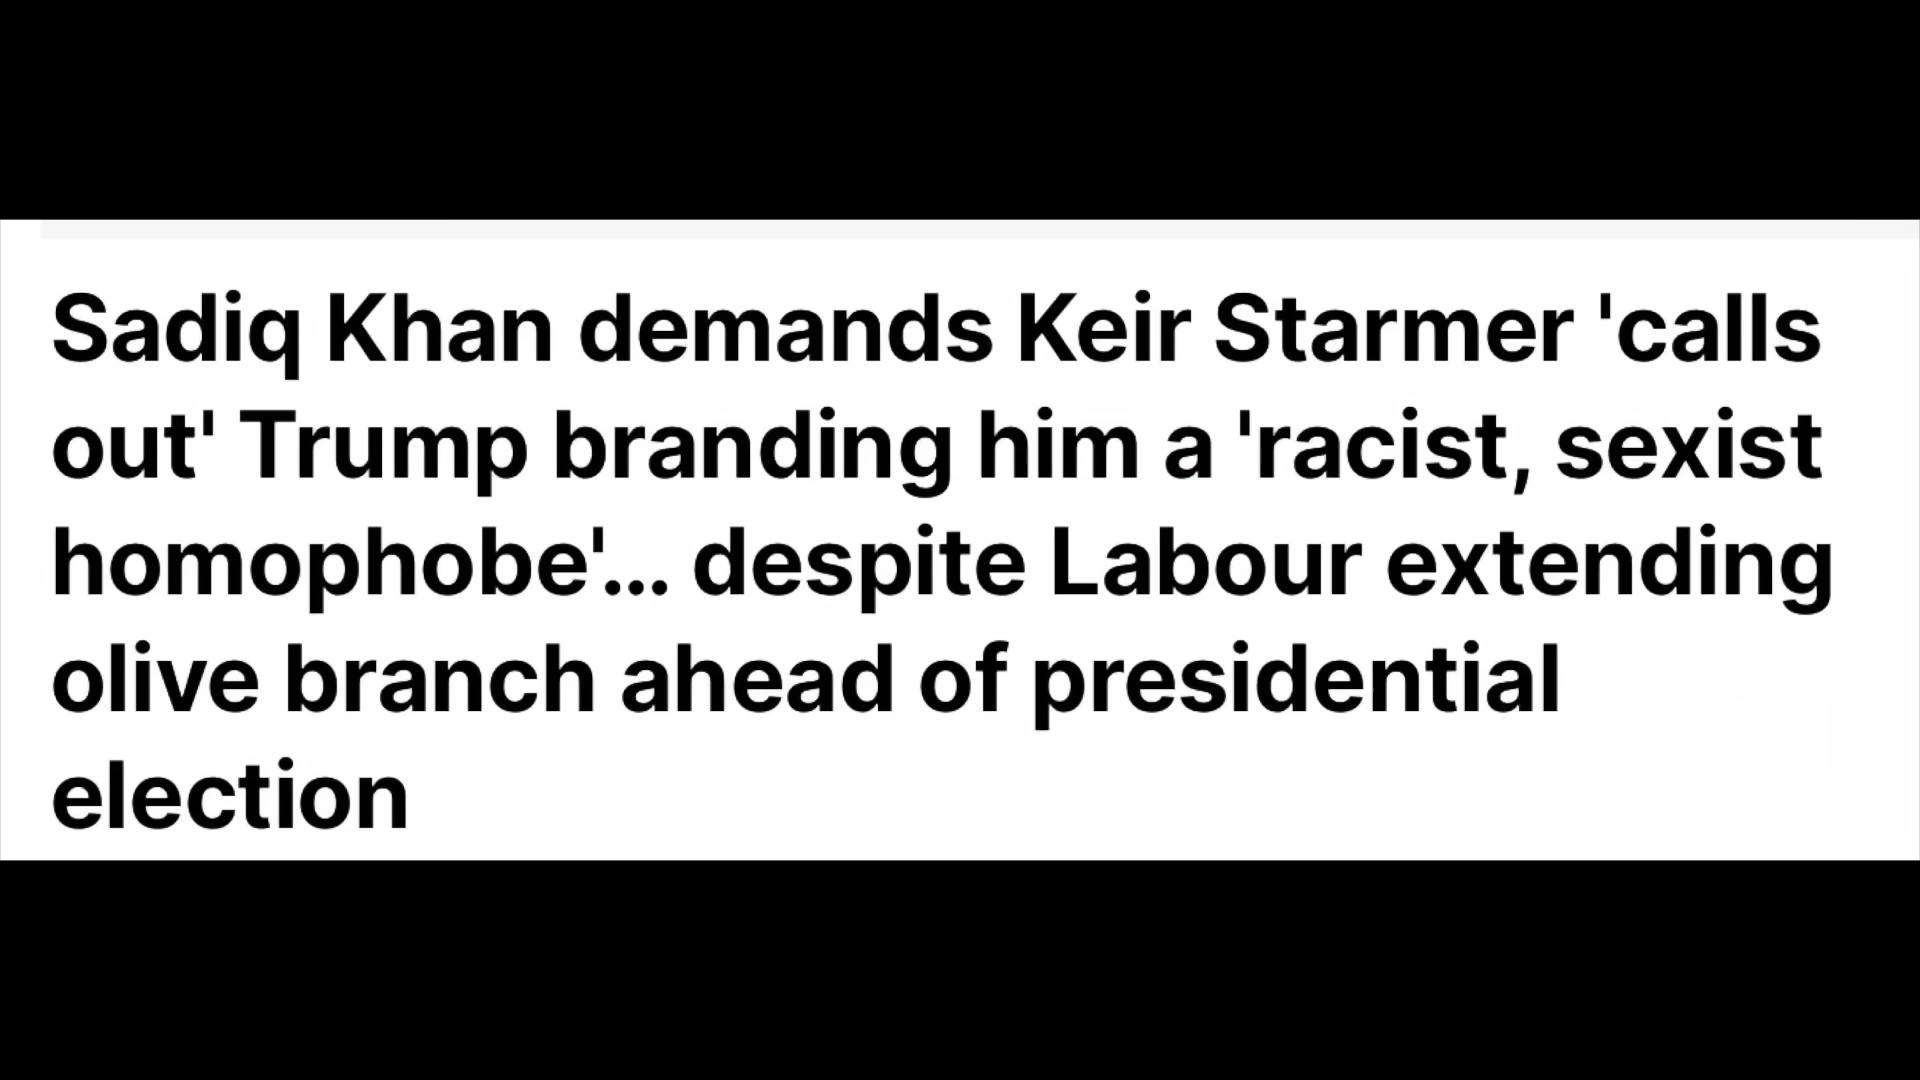 Sadiq Khan demands Keir Starmer 'calls
out' Trump branding him a 'racist, sexist
homophobe'... despite Labour extending
olive branch ahead of presidential
election